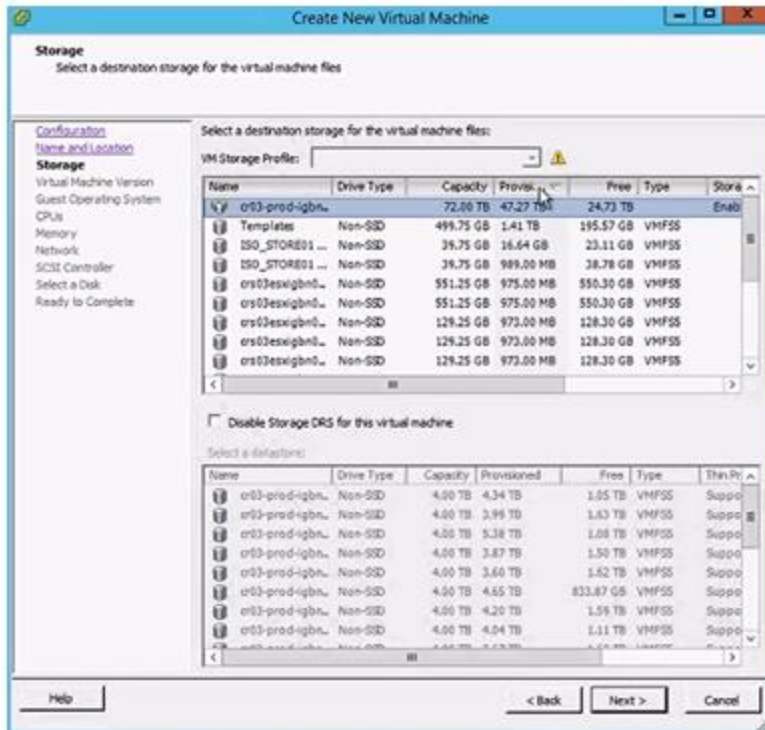 Create New Virtual Machine
Storage
Select a destination storage for the virtual machine files
Configuration
Name and Location
Storage
Virtual Machine Version
Guest Operating System
CPUs
Memory
Network
SCSI Controller
Select a Disk
Ready to Complete
Select a destination storage for the virtual machine files:
VM Storage Profile:
Name Drive Type Capacity Provisi... Free Type Stora
cr03-prod-igbn... 72.00 TB 47.27 TB 24.73 TB Enabl
Templates Non-SSD 499.75 GB 1.41 TB 195.57 GB VMFS5
ISO_STORE01 ... Non-SSD 39.75 GB 16.64 GB 23.11 GB VMFS5
ISO_STORE01 ... Non-SSD 39.75 GB 989.00 MB 38.78 GB VMFS5
crs03esxigbn0... Non-SSD 551.25 GB 975.00 MB 550.30 GB VMFS5
crs03esxigbn0... Non-SSD 551.25 GB 975.00 MB 550.30 GB VMFS5
crs03esxigbn0... Non-SSD 129.25 GB 973.00 MB 128.30 GB VMFS5
crs03esxigbn0... Non-SSD 129.25 GB 973.00 MB 128.30 GB VMFS5
crs03esxigbn0... Non-SSD 129.25 GB 973.00 MB 128.30 GB VMFS5
Disable Storage DRS for this virtual machine
Select a datastore:
Name Drive Type Capacity Provisioned Free Type Thin Pr
cr03-prod-igbn... Non-SSD 4.00 TB 4.34 TB 1.05 TB VMFS5 Suppo
cr03-prod-igbn... Non-SSD 4.00 TB 3.99 TB 1.63 TB VMFS5 Suppo
cr03-prod-igbn... Non-SSD 4.00 TB 5.38 TB 1.08 TB VMFS5 Suppo
cr03-prod-igbn... Non-SSD 4.00 TB 3.87 TB 1.50 TB VMFS5 Suppo
cr03-prod-igbn... Non-SSD 4.00 TB 3.60 TB 1.62 TB VMFS5 Suppo
cr03-prod-igbn... Non-SSD 4.00 TB 4.65 TB 833.87 GB VMFS5 Suppo
cr03-prod-igbn... Non-SSD 4.00 TB 4.20 TB 1.59 TB VMFS5 Suppo
cr03-prod-igbn... Non-SSD 4.00 TB 4.04 TB 1.11 TB VMFS5 Suppo
Help < Back Next > Cancel